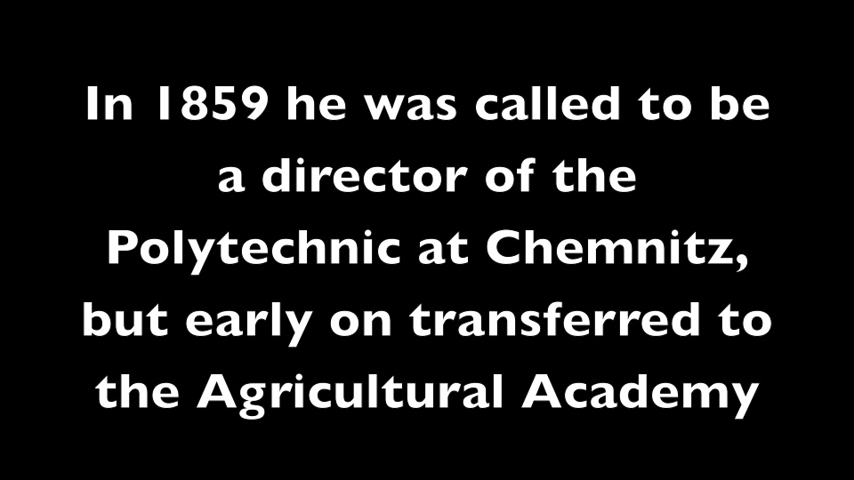 In 1859 he was called to be
a director of the
Polytechnic at Chemnitz,
but early on transferred to
the Agricultural Academy